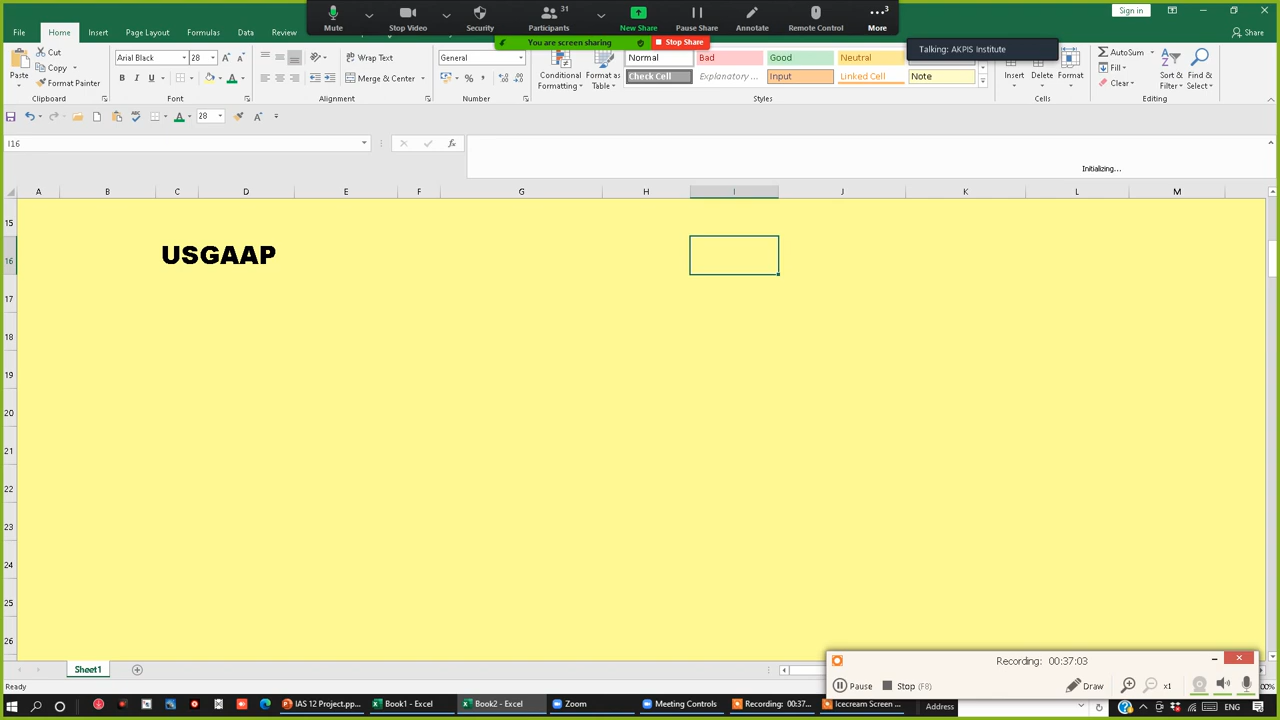 31
3
Sign in
Mute
Stop Video
Security
Participants
New Share
Pause Share
Annotate
Remote Control
More
File
Home
Insert
Page Layout
Formulas
Data
Review
Share
You are screen sharing
Stop Share
Talking: AKPIS Institute
Paste
Cut
Copy
Format Painter
Arial Black
28
Wrap Text
Merge & Center
General
Conditional Formatting
Format as Table
Normal
Bad
Good
Neutral
Check Cell
Explanatory ...
Input
Linked Cell
Note
Insert
Delete
Format
AutoSum
Fill
Clear
Sort & Filter
Find & Select
Clipboard
Font
Alignment
Number
Styles
Cells
Editing
28
I16
fx
Initializing...
A B C D E F G H I J K L M
15
16
USGAAP
17
18
19
20
21
22
23
24
25
26
Sheet1
Ready
Recording: 00:37:03
Pause
Stop (F8)
Draw
x1
IAS 12 Project.pp...
Book1 - Excel
Book2 - Excel
Zoom
Meeting Controls
Recording: 00:37...
Icecream Screen ...
Address
ENG